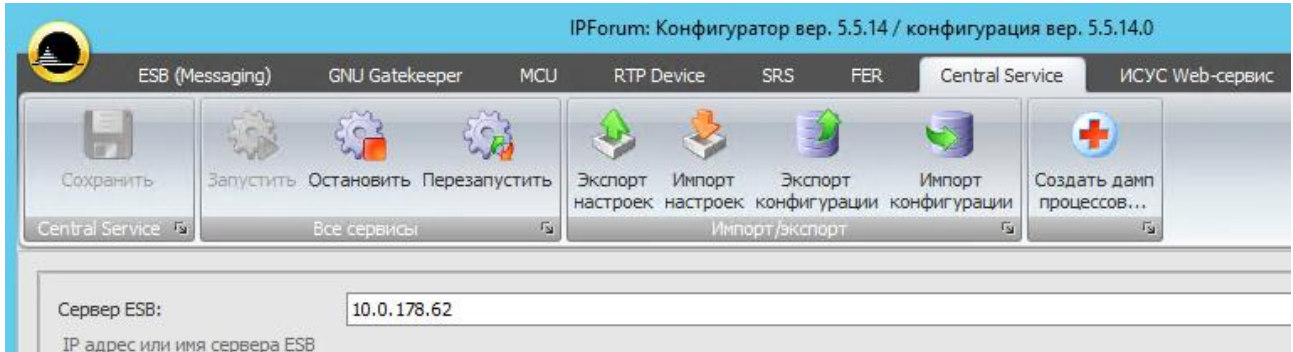 IPForum: Конфигуратор вер. 5.5.14 / конфигурация вер. 5.5.14.0
ESB (Messaging) GNU Gatekeeper MCU RTP Device SRS FER Central Service ИСУС Web-сервис
Сохранить Запустить Остановить Перезапустить Экспорт настроек Импорт настроек Экспорт конфигурации Импорт конфигурации Создать дамп процессов...
Central Service Все сервисы Импорт/экспорт
Сервер ESB: 10.0.178.62
IP адрес или имя сервера ESB